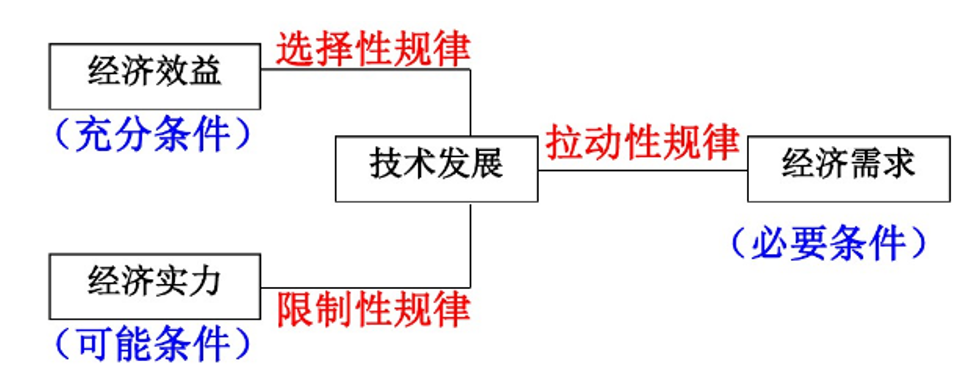 选择性规律
经济效益
（充分条件）
技术发展
拉动性规律
经济需求
（必要条件）
经济实力
限制性规律
（可能条件）